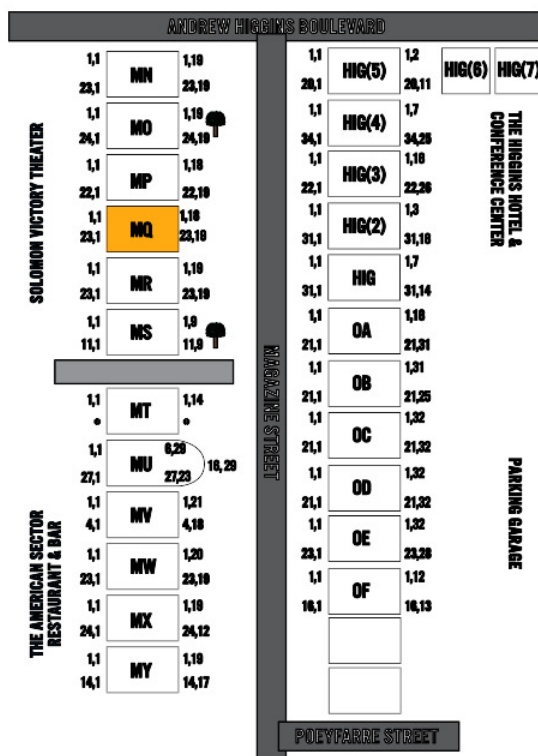 ANDREW HIGGINS BOULEVARD
1,1 MN 1,19
23,1 23,19
1,1 MO 1,19
24,1 24,19
1,1 MP 1,18
22,1 22,19
1,1 MQ 1,18
23,1 23,19
1,1 MR 1,19
23,1 23,19
1,1 MS 1,9
11,1 11,9
SOLOMON VICTORY THEATER
1,1 MT 1,14
1,1 MU 6,29
27,1 27,23 16,29
1,1 MV 1,21
4,1 4,18
1,1 MW 1,20
23,1 23,19
1,1 MX 1,19
24,1 24,12
1,1 MY 1,19
14,1 14,17
THE AMERICAN SECTOR
RESTAURANT & BAR
MAGAZINE STREET
1,1 HIG(5) 1,2
20,1 20,11
HIG(6) HIG(7)
1,1 HIG(4) 1,7
34,1 34,25
1,1 HIG(3) 1,16
22,1 22,26
1,1 HIG(2) 1,3
31,1 31,16
1,1 HIG 1,7
31,1 31,14
1,1 OA 1,16
21,1 21,31
1,1 OB 1,31
21,1 21,25
1,1 OC 1,32
21,1 21,32
1,1 OD 1,32
21,1 21,32
1,1 OE 1,32
23,1 23,28
1,1 OF 1,12
16,1 16,13
THE HIGGINS HOTEL &
CONFERENCE CENTER
PARKING GARAGE
POEYFARRE STREET